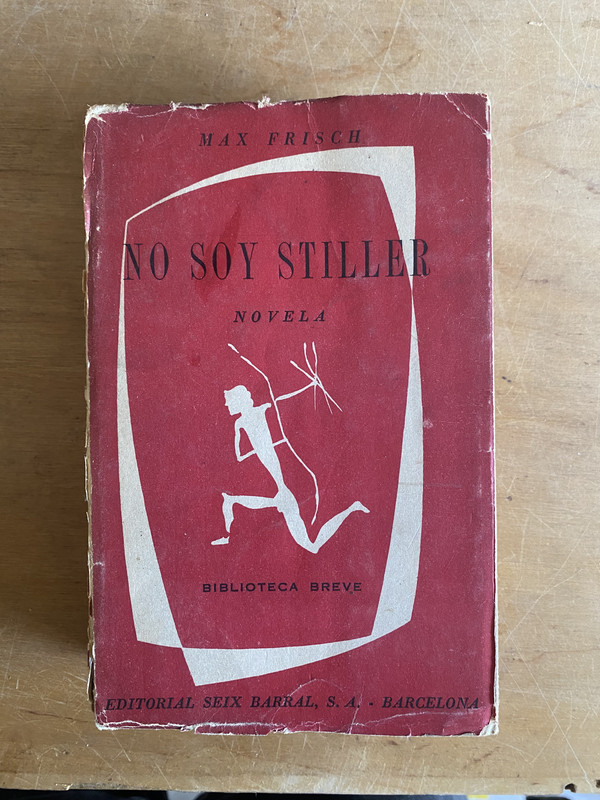 MAX FRISCH
NO SOY STILLER
NOVELA
BIBLIOTECA BREVE
EDITORIAL SEIX BARRAL, S. A. - BARCELONA